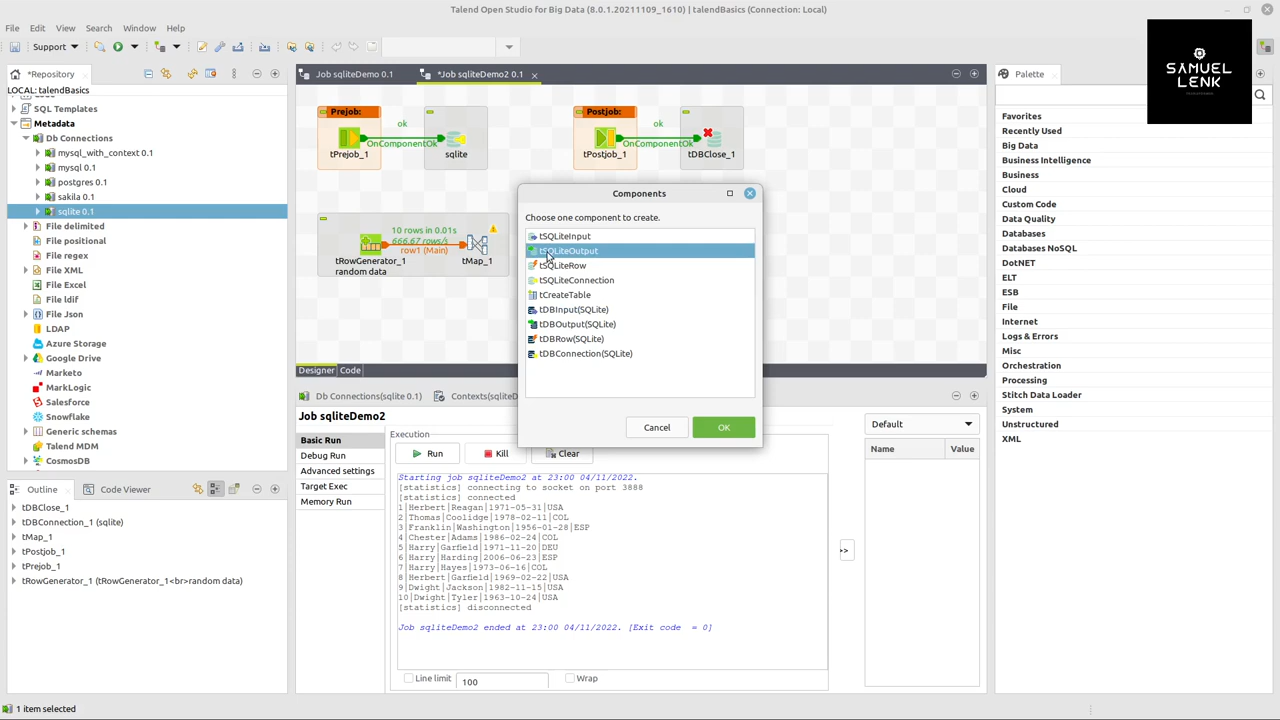 Talend Open Studio for Big Data (8.0.1.20211109_1610) | talendBasics (Connection: Local)
File Edit View Search Window Help
Support
SAMUEL
LENK
*Repository
LOCAL: talendBasics
SQL Templates
Metadata
Db Connections
mysql_with_context 0.1
mysql 0.1
postgres 0.1
sakila 0.1
sqlite 0.1
File delimited
File positional
File regex
File XML
File Excel
File ldif
File Json
LDAP
Azure Storage
Google Drive
Marketo
MarkLogic
Salesforce
Snowflake
Generic schemas
Talend MDM
CosmosDB
Outline
Code Viewer
tDBClose_1
tDBConnection_1 (sqlite)
tMap_1
tPostjob_1
tPrejob_1
tRowGenerator_1 (tRowGenerator_1<br>random data)
1 item selected
Job sqliteDemo 0.1
*Job sqliteDemo2 0.1
Prejob:
ok
OnComponentOk
tPrejob_1
sqlite
Postjob:
ok
OnComponentOk
tPostjob_1
tDBClose_1
10 rows in 0.01s
666.67 rows/s
row1 (Main)
tRowGenerator_1
random data
tMap_1
Components
Choose one component to create.
tSQLiteInput
tSQLiteOutput
tSQLiteRow
tSQLiteConnection
tCreateTable
tDBInput(SQLite)
tDBOutput(SQLite)
tDBRow(SQLite)
tDBConnection(SQLite)
Cancel
OK
Designer Code
Db Connections(sqlite 0.1)
Job sqliteDemo2
Basic Run
Debug Run
Advanced settings
Target Exec
Memory Run
Execution
Run
Kill
Clear
Starting job sqliteDemo2 at 23:00 04/11/2022.
[statistics] connecting to socket on port 3888
[statistics] connected
1|Herbert|Reagan|1971-05-31|USA
2|Thomas|Coolidge|1978-02-11|COL
3|Franklin|Washington|1956-01-28|ESP
4|Chester|Adams|1986-02-24|COL
5|Harry|Garfield|1971-11-20|DEU
6|Harry|Harding|2006-06-23|ESP
7|Harry|Hayes|1973-06-16|COL
8|Herbert|Garfield|1969-02-22|USA
9|Dwight|Jackson|1982-11-15|USA
10|Dwight|Tyler|1963-10-24|USA
[statistics] disconnected
Job sqliteDemo2 ended at 23:00 04/11/2022. [Exit code = 0]
Line limit
100
Wrap
>>
Default
Name
Value
Palette
Favorites
Recently Used
Big Data
Business Intelligence
Business
Cloud
Custom Code
Data Quality
Databases
Databases NoSQL
DotNET
ELT
ESB
File
Internet
Logs & Errors
Misc
Orchestration
Processing
Stitch Data Loader
System
Unstructured
XML